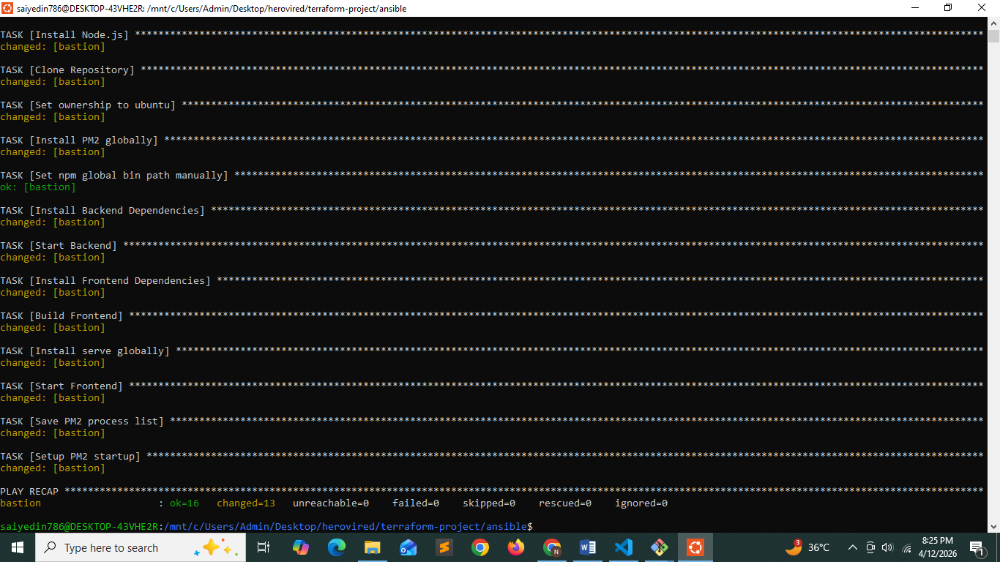 saiyedin786@DESKTOP-43VHE2R: /mnt/c/Users/Admin/Desktop/herovired/terraform-project/ansible
TASK [Install Node.js] *************************************************************************************************************************************************
changed: [bastion]
TASK [Clone Repository] ************************************************************************************************************************************************
changed: [bastion]
TASK [Set ownership to ubuntu] *****************************************************************************************************************************************
changed: [bastion]
TASK [Install PM2 globally] ********************************************************************************************************************************************
changed: [bastion]
TASK [Set npm global bin path manually] ********************************************************************************************************************************
ok: [bastion]
TASK [Install Backend Dependencies] ************************************************************************************************************************************
changed: [bastion]
TASK [Start Backend] ***************************************************************************************************************************************************
changed: [bastion]
TASK [Install Frontend Dependencies] ***********************************************************************************************************************************
changed: [bastion]
TASK [Build Frontend] **************************************************************************************************************************************************
changed: [bastion]
TASK [Install serve globally] ******************************************************************************************************************************************
changed: [bastion]
TASK [Start Frontend] **************************************************************************************************************************************************
changed: [bastion]
TASK [Save PM2 process list] *******************************************************************************************************************************************
changed: [bastion]
TASK [Setup PM2 startup] ***********************************************************************************************************************************************
changed: [bastion]
PLAY RECAP *************************************************************************************************************************************************************
bastion : ok=16 changed=13 unreachable=0 failed=0 skipped=0 rescued=0 ignored=0
saiyedin786@DESKTOP-43VHE2R:/mnt/c/Users/Admin/Desktop/herovired/terraform-project/ansible$
Type here to search
N
3
36°C
8:25 PM
4/12/2026
1